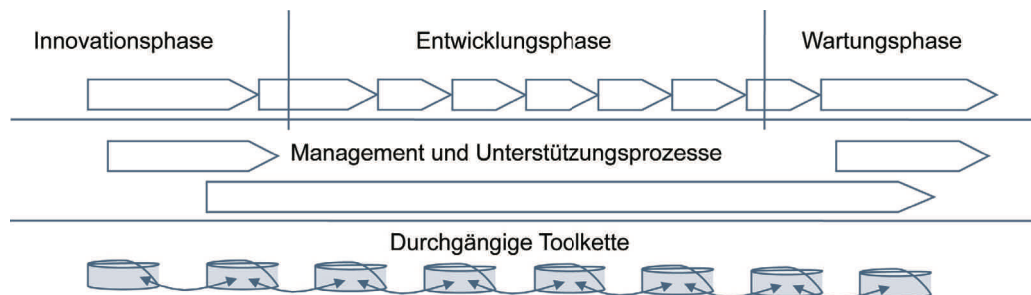 Innovationsphase
Entwicklungsphase
Wartungsphase
Management und Unterstützungsprozesse
Durchgängige Toolkette